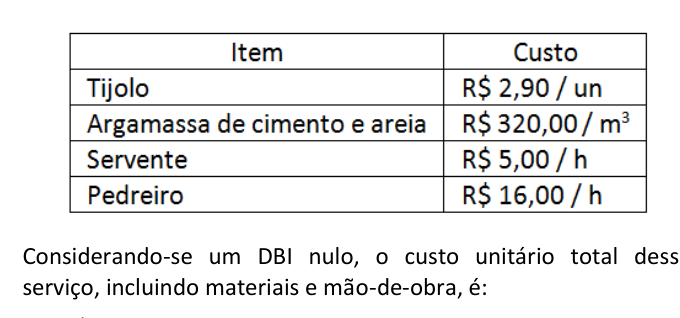 Item Custo
Tijolo R$ 2,90 / un
Argamassa de cimento e areia R$ 320,00 / m³
Servente R$ 5,00 / h
Pedreiro R$ 16,00 / h
Considerando-se um DBI nulo, o custo unitário total dess
serviço, incluindo materiais e mão-de-obra, é: